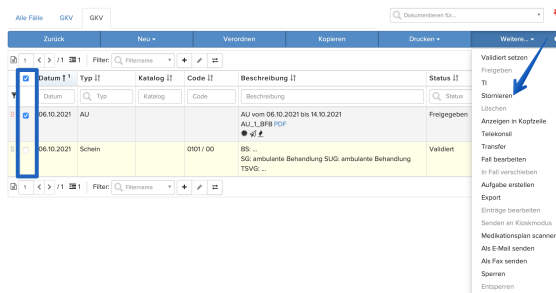 Alle Fälle GKV GKV
Dokumentieren für...
Zurück Neu Verordnen Kopieren Drucken Weitere...
1 / 1 1 Filter: Filtername
Datum 1 Typ Katalog Code Beschreibung Status
Datum Typ Katalog Code Beschreibung Status
06.10.2021 AU AU vom 06.10.2021 bis 14.10.2021 Freigegeben
AU_1_BFB PDF
06.10.2021 Schein 0101 / 00 BS: ... Validiert
SG: ambulante Behandlung SUG: ambulante Behandlung
TSVG: ...
1 / 1 1 Filter: Filtername
Validiert setzen
Freigeben
TI
Stornieren
Löschen
Anzeigen in Kopfzeile
Telekonsil
Transfer
Fall bearbeiten
In Fall verschieben
Aufgabe erstellen
Export
Einträge bearbeiten
Senden an Kioskmodus
Medikationsplan scannen
Als E-Mail senden
Als Fax senden
Sperren
Entsperren